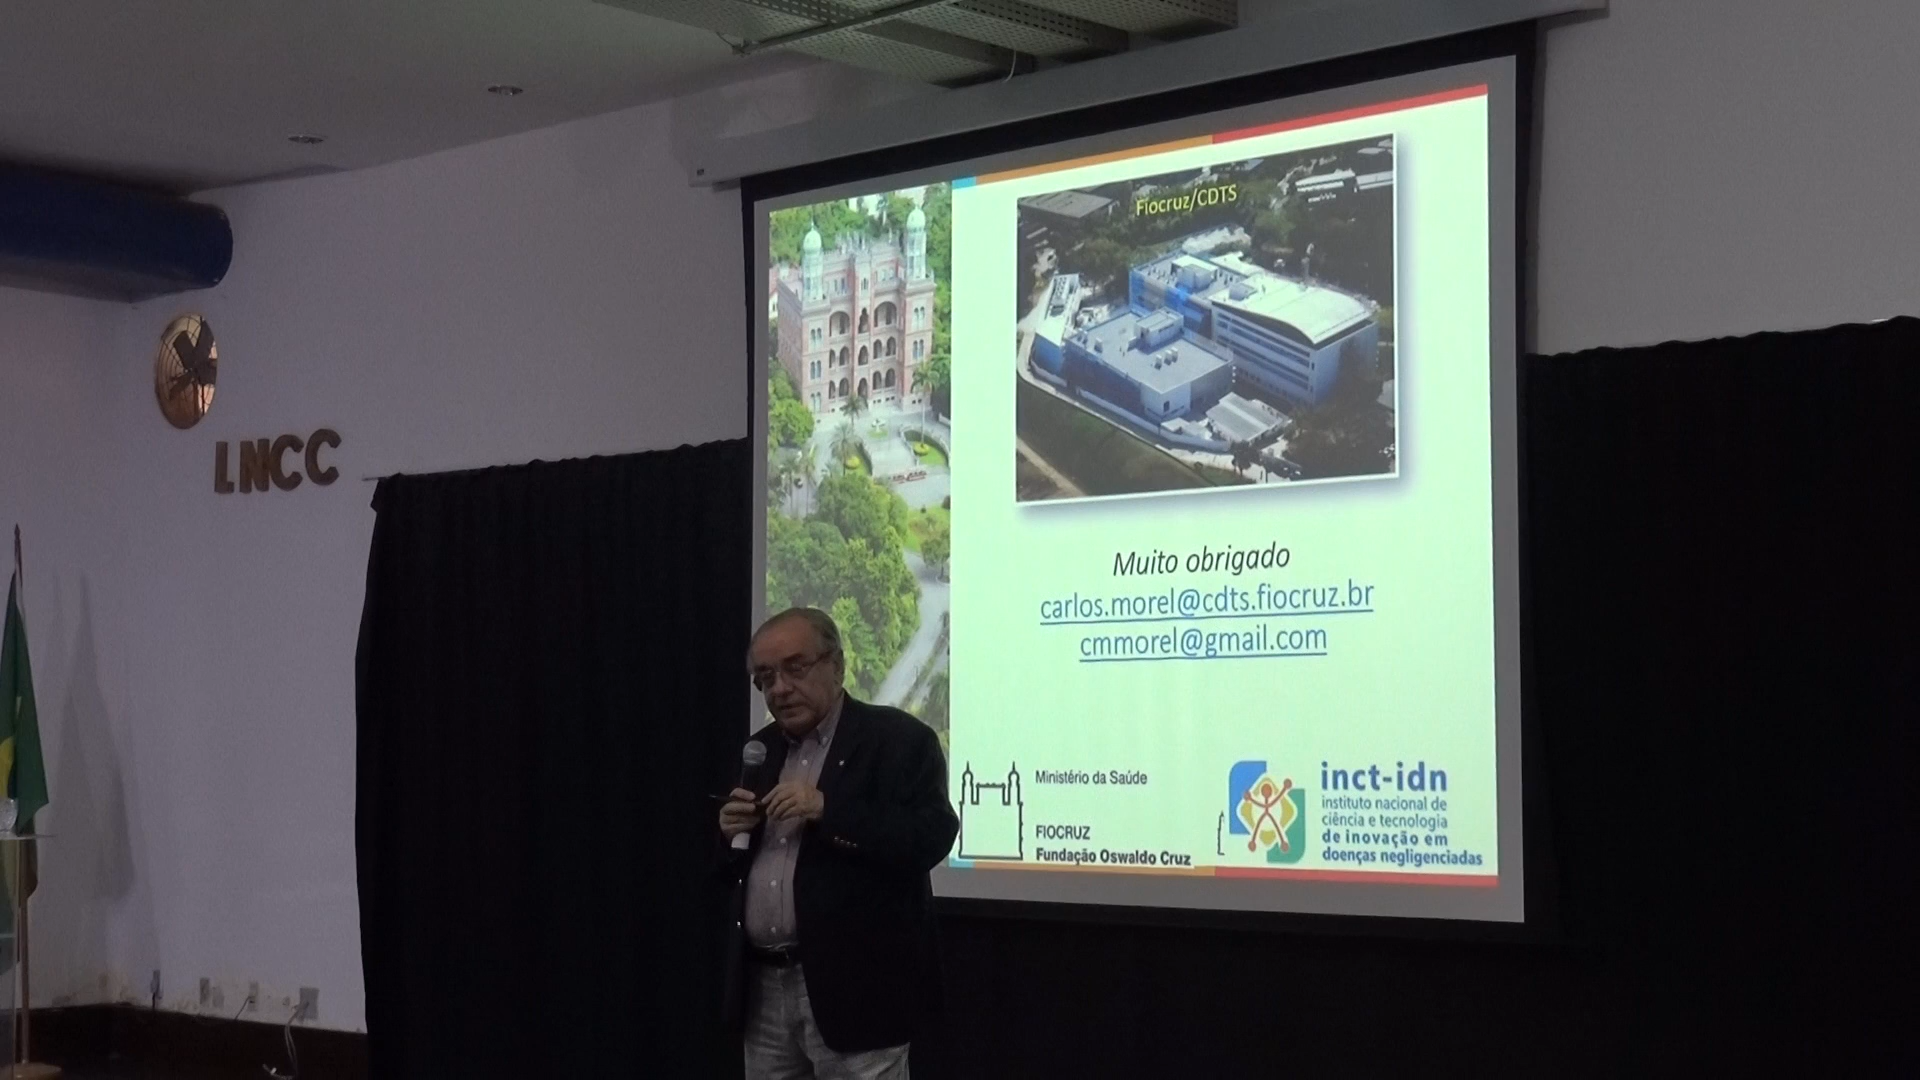 LNCC
Fiocruz/CDTS
Muito obrigado
carlos.morel@cdts.fiocruz.br
cmmorel@gmail.com
Ministério da Saúde
FIOCRUZ
Fundação Oswaldo Cruz
inct-idn
instituto nacional de
ciência e tecnologia
de inovação em
doenças negligenciadas